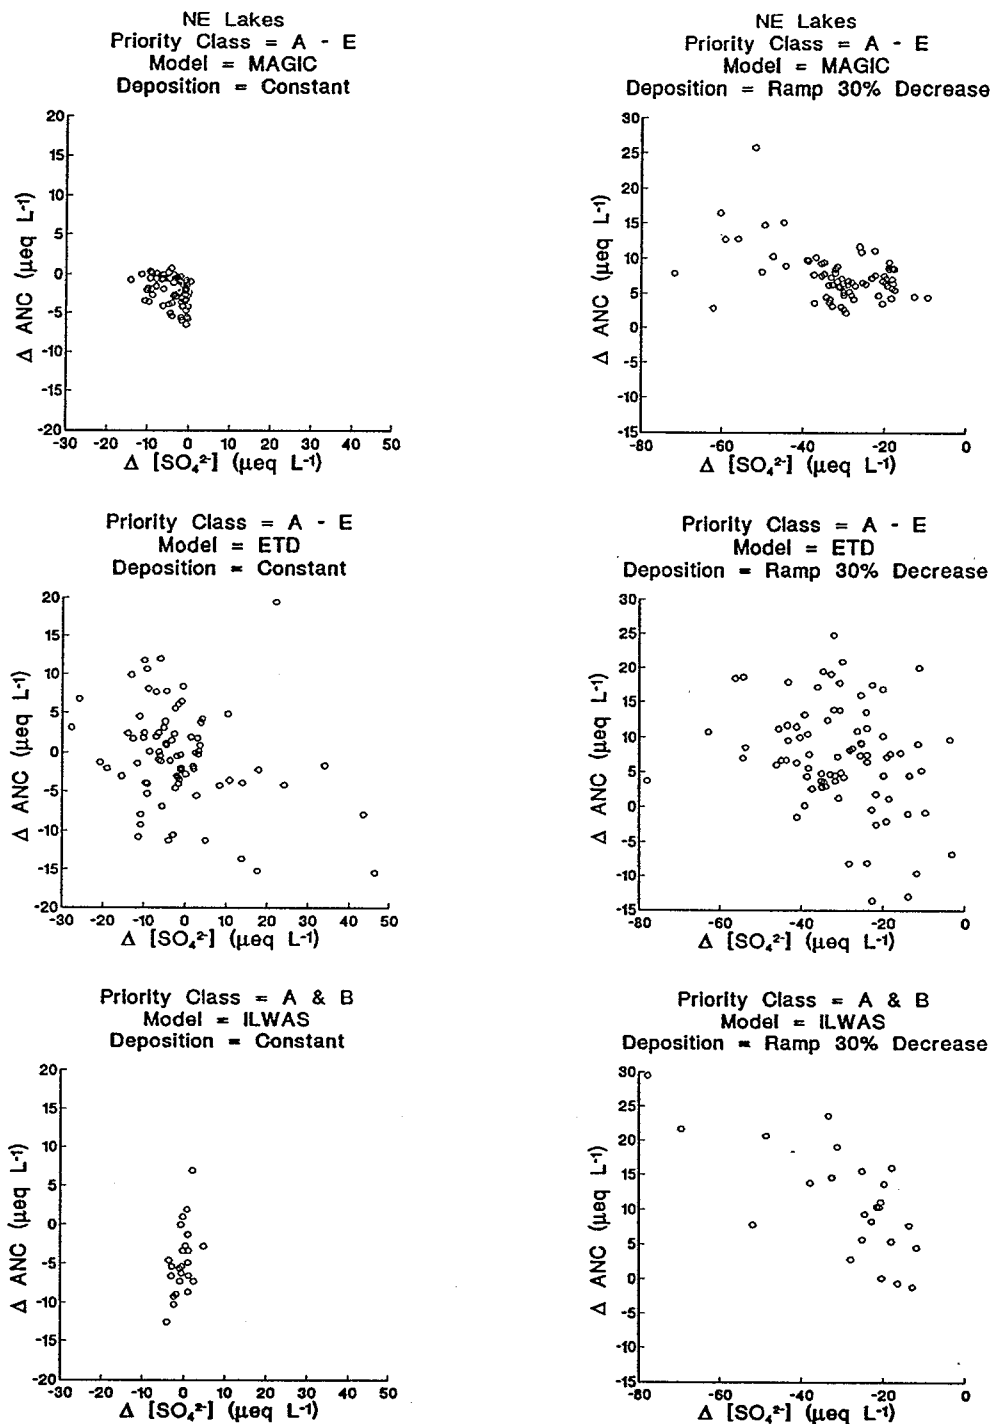 NE Lakes
Priority Class = A - E
Model = MAGIC
Deposition = Constant
20
15
10
5
0
-5
-10
-15
-20
Δ ANC (μeq L-1)
-30 -20 -10 0 10 20 30 40 50
Δ [SO₄²⁻] (μeq L-1)
NE Lakes
Priority Class = A - E
Model = MAGIC
Deposition = Ramp 30% Decrease
30
25
20
15
10
5
0
-5
-10
-15
Δ ANC (μeq L-1)
-80 -60 -40 -20 0
Δ [SO₄²⁻] (μeq L-1)
Priority Class = A - E
Model = ETD
Deposition = Constant
20
15
10
5
0
-5
-10
-15
-20
Δ ANC (μeq L-1)
-30 -20 -10 0 10 20 30 40 50
Δ [SO₄²⁻] (μeq L-1)
Priority Class = A - E
Model = ETD
Deposition = Ramp 30% Decrease
30
25
20
15
10
5
0
-5
-10
-15
Δ ANC (μeq L-1)
-80 -60 -40 -20 0
Δ [SO₄²⁻] (μeq L-1)
Priority Class = A & B
Model = ILWAS
Deposition = Constant
20
15
10
5
0
-5
-10
-15
-20
Δ ANC (μeq L-1)
-30 -20 -10 0 10 20 30 40 50
Δ [SO₄²⁻] (μeq L-1)
Priority Class = A & B
Model = ILWAS
Deposition = Ramp 30% Decrease
30
25
20
15
10
5
0
-5
-10
-15
Δ ANC (μeq L-1)
-80 -60 -40 -20 0
Δ [SO₄²⁻] (μeq L-1)